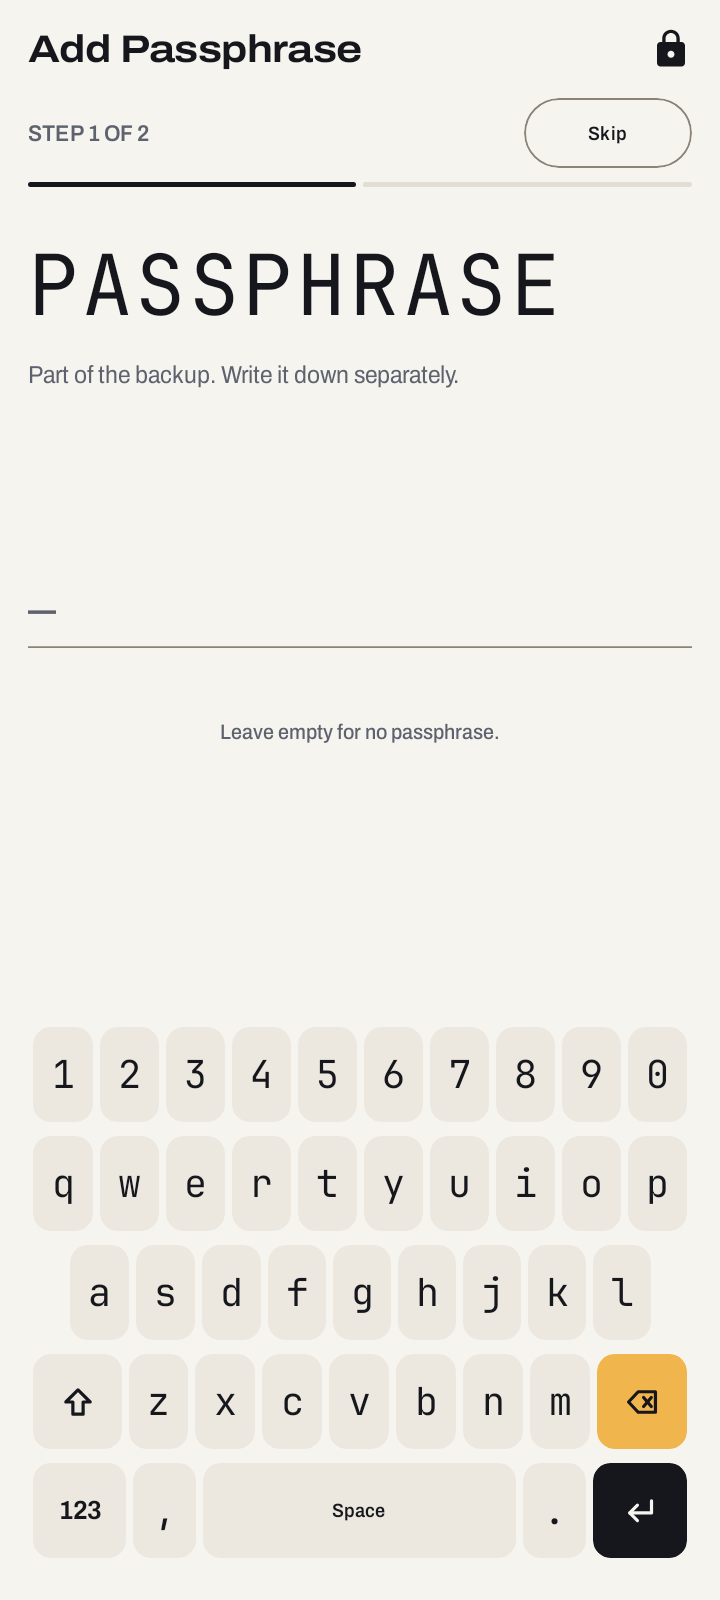 Add Passphrase
STEP 1 OF 2
Skip
PASSPHRASE
Part of the backup. Write it down separately.
Leave empty for no passphrase.
1 2 3 4 5 6 7 8 9 0
q w e r t y u i o p
a s d f g h j k l
z x c v b n m
123 , Space .